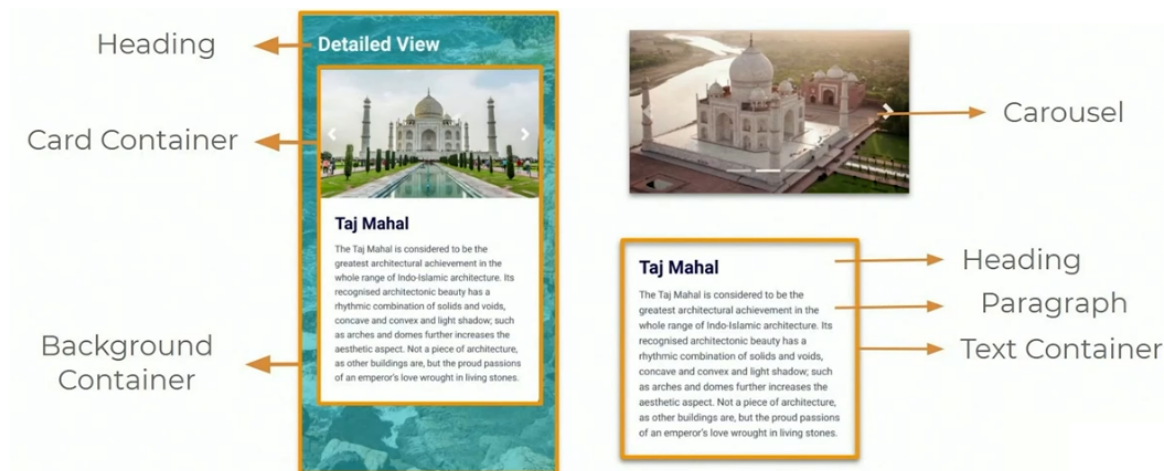 Heading
Detailed View
Card Container
Taj Mahal
The Taj Mahal is considered to be the
greatest architectural achievement in the
whole range of Indo-Islamic architecture. Its
recognised architectonic beauty has a
rhythmic combination of solids and voids,
concave and convex and light shadow; such
as arches and domes further increases the
aesthetic aspect. Not a piece of architecture,
as other buildings are, but the proud passions
of an emperor's love wrought in living stones.
Background
Container
Carousel
Taj Mahal
The Taj Mahal is considered to be the
greatest architectural achievement in the
whole range of Indo-Islamic architecture. Its
recognised architectonic beauty has a
rhythmic combination of solids and voids,
concave and convex and light shadow; such
as arches and domes further increases the
aesthetic aspect. Not a piece of architecture,
as other buildings are, but the proud passions
of an emperor's love wrought in living stones.
Heading
Paragraph
Text Container